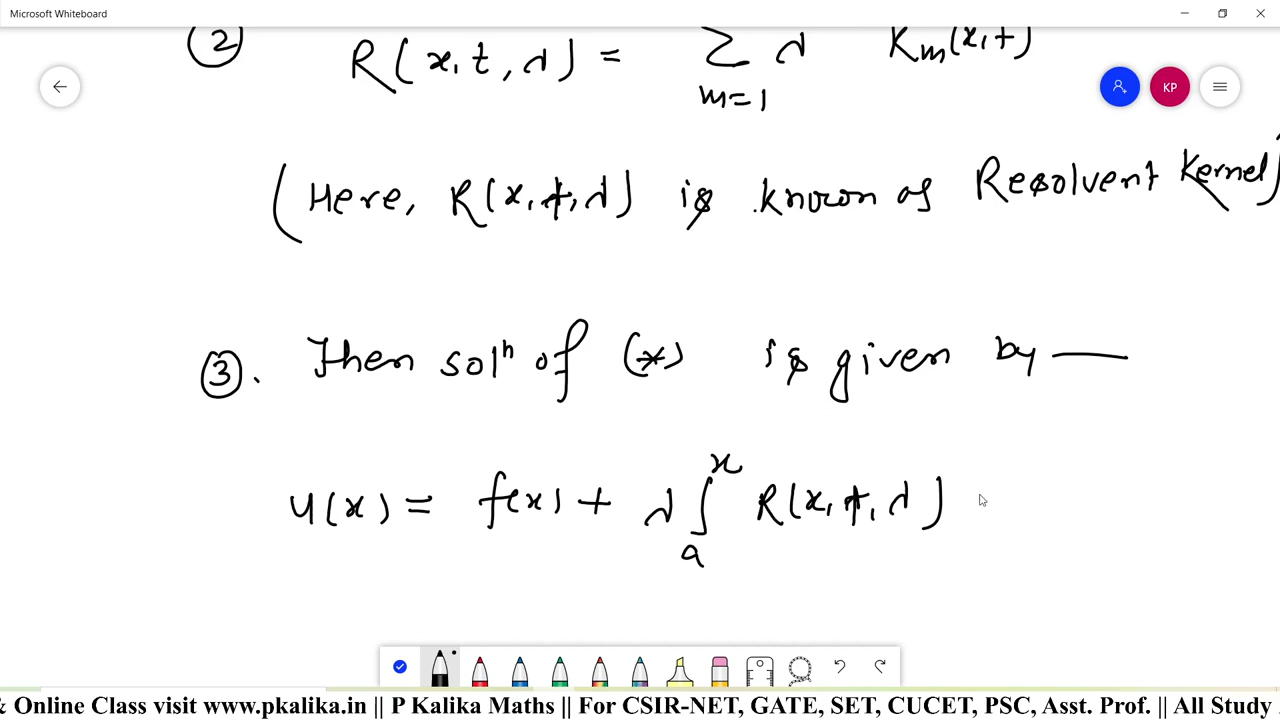 Microsoft Whiteboard
② R(x, t, λ) = Σ λ Km(x, t)
m=1
KP
(Here, R(x, t, λ) is known as Resolvent Kernel)
③. Then solⁿ of (*) is given by —
u(x) = f(x) + λ ∫ₐˣ R(x, t, λ)
& Online Class visit www.pkalika.in || P Kalika Maths || For CSIR-NET, GATE, SET, CUCET, PSC, Asst. Prof. || All Study